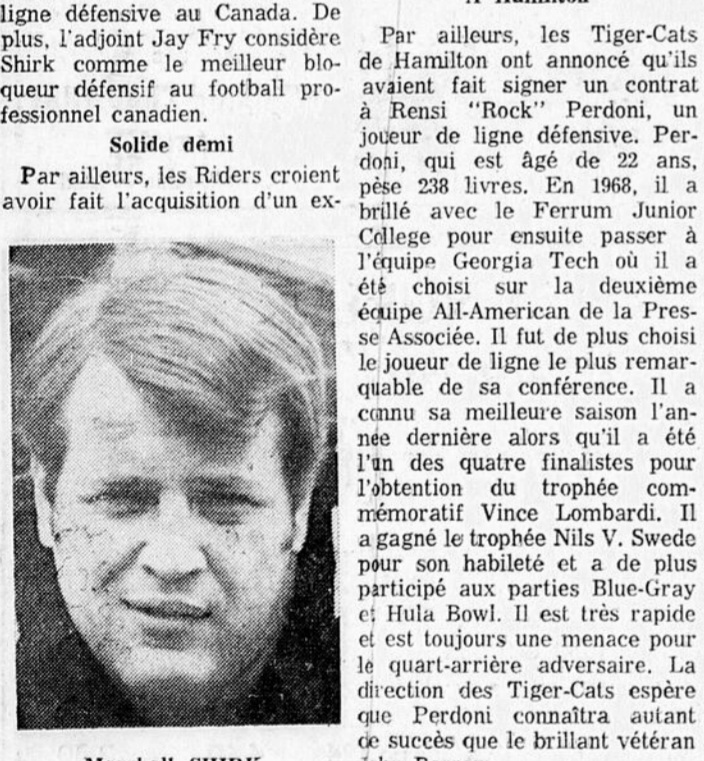 ligne défensive au Canada. De
plus, l'adjoint Jay Fry considère
Shirk comme le meilleur blo-
queur défensif au football pro-
fessionnel canadien.
Solide demi
Par ailleurs, les Riders croient
avoir fait l'acquisition d'un ex-
SHIRK
Par ailleurs, les Tiger-Cats
de Hamilton ont annoncé qu'ils
avaient fait signer un contrat
à Rensi "Rock" Perdoni, un
joueur de ligne défensive. Per-
doni, qui est âgé de 22 ans,
pèse 238 livres. En 1968, il a
brillé avec le Ferrum Junior
College pour ensuite passer à
l'équipe Georgia Tech où il a
été choisi sur la deuxième
équipe All-American de la Pres-
se Associée. Il fut de plus choisi
le joueur de ligne le plus remar-
quable de sa conférence. Il a
connu sa meilleure saison l'an-
née dernière alors qu'il a été
l'un des quatre finalistes pour
l'obtention du trophée com-
mémoratif Vince Lombardi. Il
a gagné le trophée Nils V. Swede
pour son habileté et a de plus
participé aux parties Blue-Gray
et Hula Bowl. Il est très rapide
et est toujours une menace pour
le quart-arrière adversaire. La
direction des Tiger-Cats espère
que Perdoni connaîtra autant
de succès que le brillant vétéran